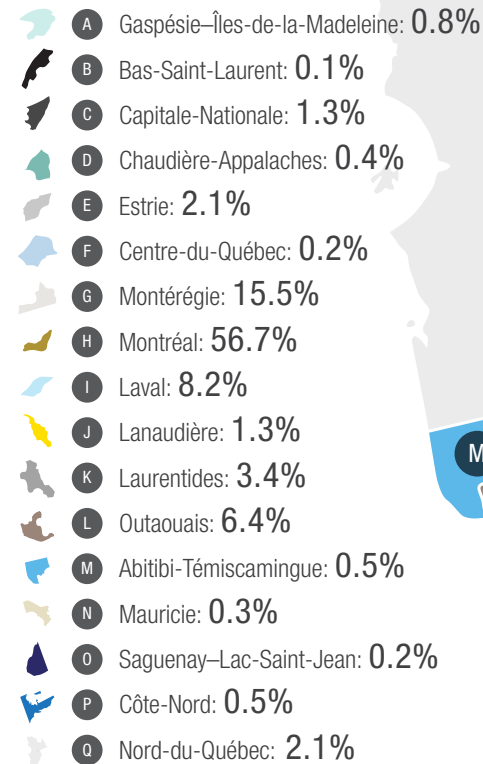 A Gaspésie–Îles-de-la-Madeleine: 0.8%
B Bas-Saint-Laurent: 0.1%
C Capitale-Nationale: 1.3%
D Chaudière-Appalaches: 0.4%
E Estrie: 2.1%
F Centre-du-Québec: 0.2%
G Montérégie: 15.5%
H Montréal: 56.7%
I Laval: 8.2%
J Lanaudière: 1.3%
M
K Laurentides: 3.4%
L Outaouais: 6.4%
M Abitibi-Témiscamingue: 0.5%
N Mauricie: 0.3%
O Saguenay–Lac-Saint-Jean: 0.2%
P Côte-Nord: 0.5%
Q Nord-du-Québec: 2.1%